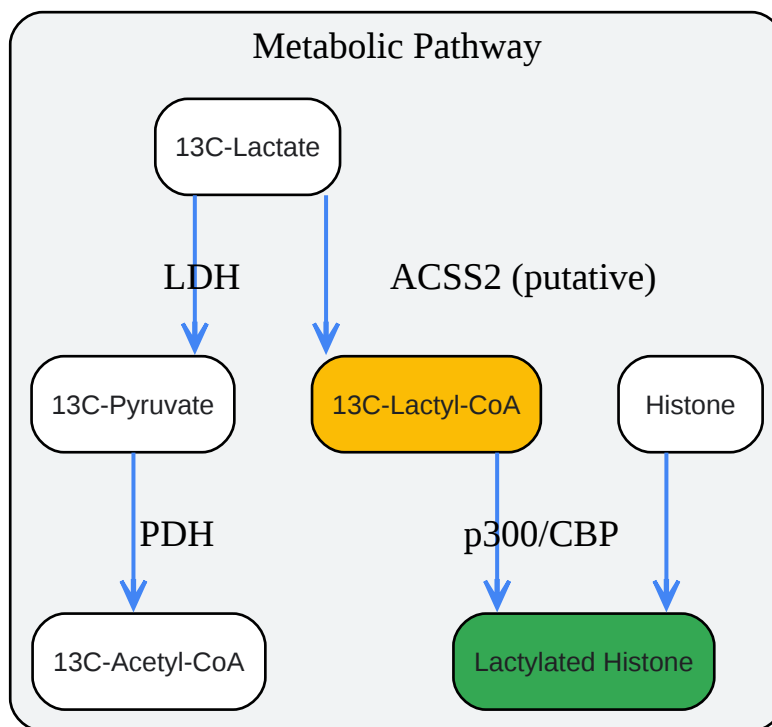 Metabolic Pathway
13C-Lactate
LDH
ACSS2 (putative)
13C-Pyruvate
13C-Lactyl-CoA
Histone
PDH
p300/CBP
13C-Acetyl-CoA
Lactylated Histone